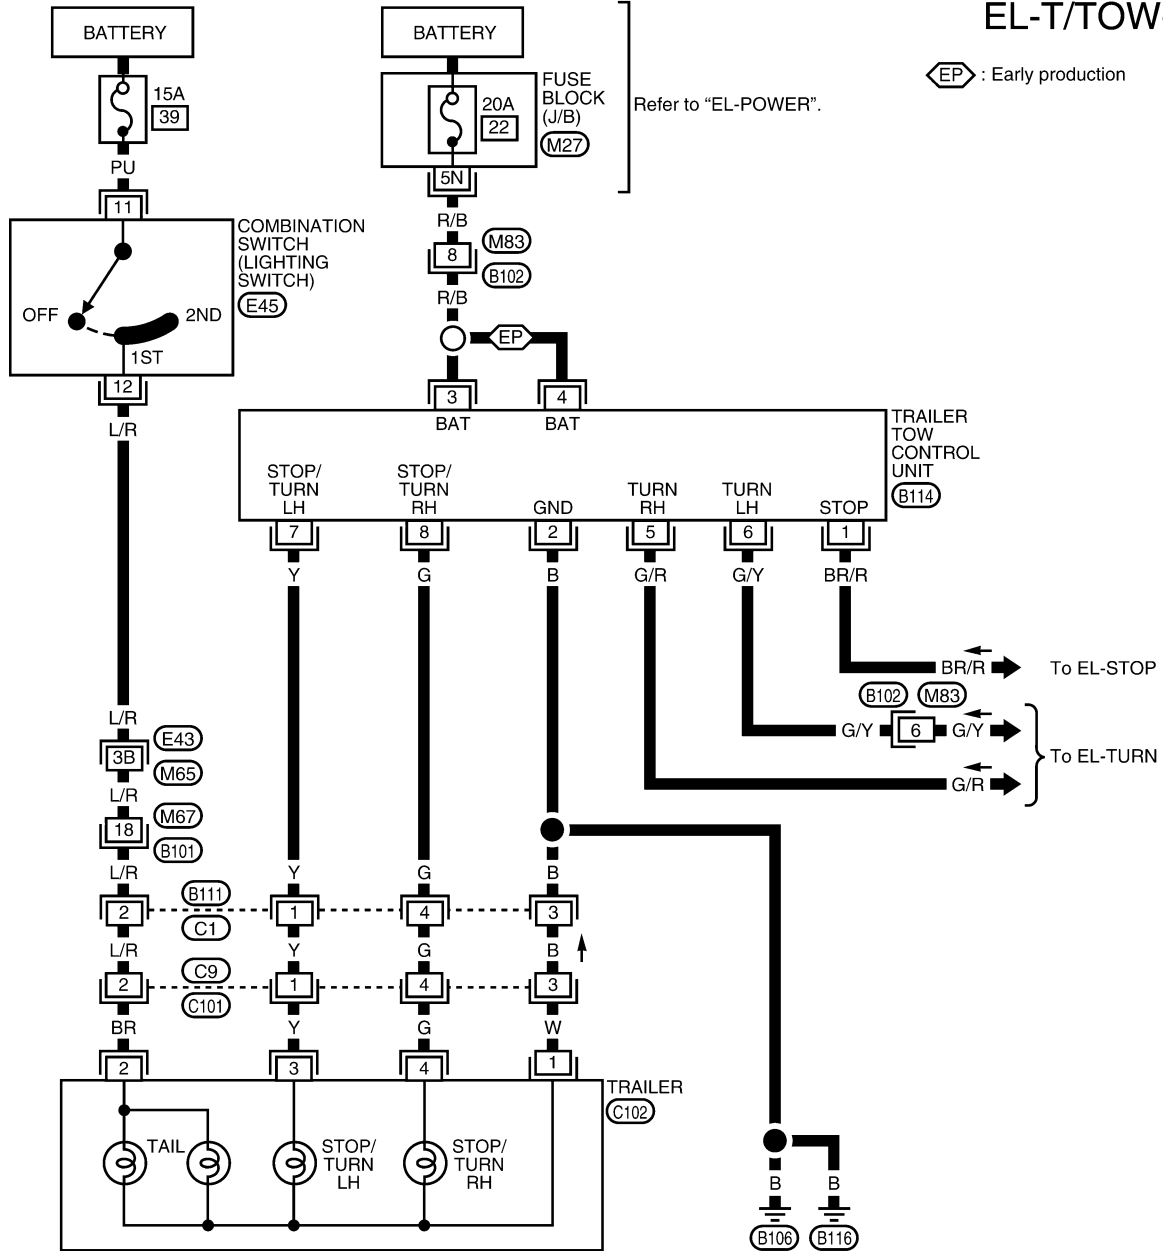 EL-T/TOW-
BATTERY
BATTERY
EP : Early production
15A
39
20A
22
FUSE
BLOCK
(J/B)
M27
Refer to “EL-POWER”.
PU
5N
11
R/B
COMBINATION
SWITCH
(LIGHTING
SWITCH)
E45
8
M83
B102
R/B
OFF
2ND
1ST
EP
12
3
4
L/R
BAT
BAT
TRAILER
TOW
CONTROL
UNIT
B114
STOP/
TURN
LH
STOP/
TURN
RH
GND
TURN
RH
TURN
LH
STOP
7
8
2
5
6
1
Y
G
B
G/R
G/Y
BR/R
BR/R
To EL-STOP
B102
M83
G/Y
6
G/Y
To EL-TURN
G/R
L/R
3B
E43
M65
L/R
18
M67
B101
L/R
Y
G
B
2
B111
C1
1
4
3
L/R
Y
G
B
2
C9
C101
1
4
3
BR
Y
G
W
2
3
4
1
TRAILER
C102
TAIL
STOP/
TURN
LH
STOP/
TURN
RH
B
B
B106
B116